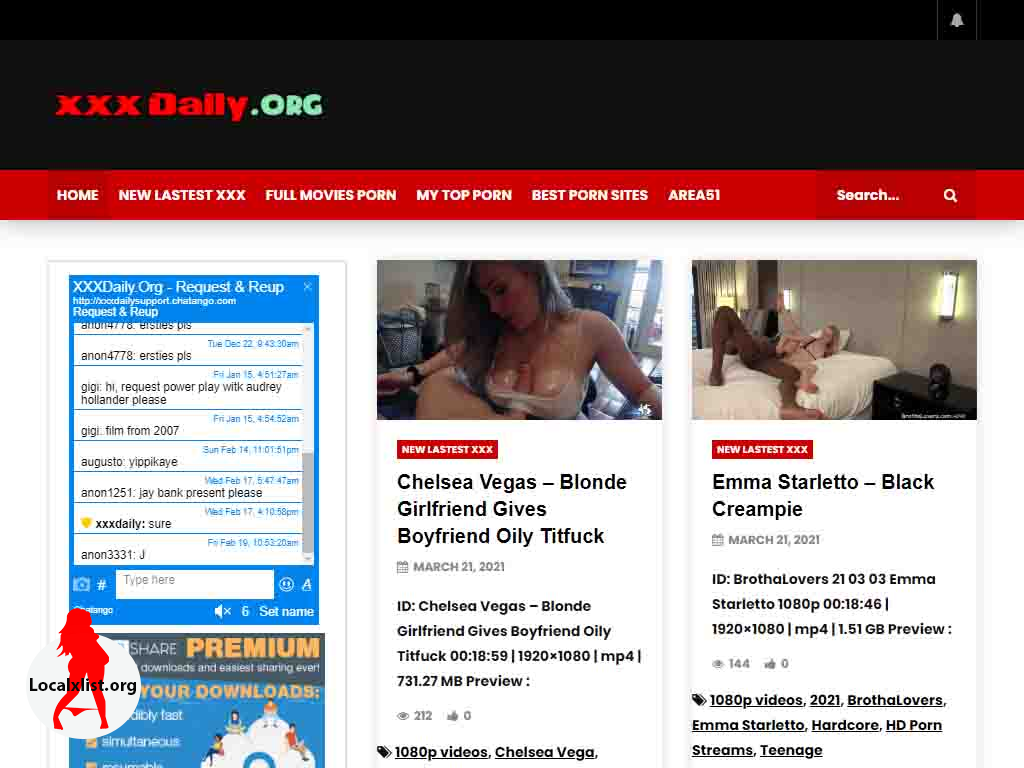 XXX Daily.ORG
HOME NEW LASTEST XXX FULL MOVIES PORN MY TOP PORN BEST PORN SITES AREA51 Search...
XXXDaily.Org - Request & Reup
http://xxxdailysupport.chatango.com
Request & Reup
anon4778: ersties pls
Tue Dec 22, 9:43:30am
anon4778: ersties pls
Fri Jan 15, 4:51:27am
gigi: hi, request power play witk audrey
hollander please
Fri Jan 15, 4:54:52am
gigi: film from 2007
Sun Feb 14, 11:01:51pm
augusto: yippikaye
Wed Feb 17, 5:47:47am
anon1251: jay bank present please
Wed Feb 17, 4:10:58pm
xxxdaily: sure
Fri Feb 19, 10:53:20am
anon3331: J
# Type here
Chatango 6 Set name
SHARE PREMIUM
downloads and easiest sharing ever!
YOUR DOWNLOADS:
simultaneous
resumable
Localxlist.org
NEW LASTEST XXX
Chelsea Vegas – Blonde
Girlfriend Gives
Boyfriend Oily Titfuck
MARCH 21, 2021
ID: Chelsea Vegas – Blonde
Girlfriend Gives Boyfriend Oily
Titfuck 00:18:59 | 1920×1080 | mp4 |
731.27 MB Preview :
212 0
1080p videos, Chelsea Vega,
BrothaLovers.com
NEW LASTEST XXX
Emma Starletto – Black
Creampie
MARCH 21, 2021
ID: BrothaLovers 21 03 03 Emma
Starletto 1080p 00:18:46 |
1920×1080 | mp4 | 1.51 GB Preview :
144 0
1080p videos, 2021, BrothaLovers,
Emma Starletto, Hardcore, HD Porn
Streams, Teenage